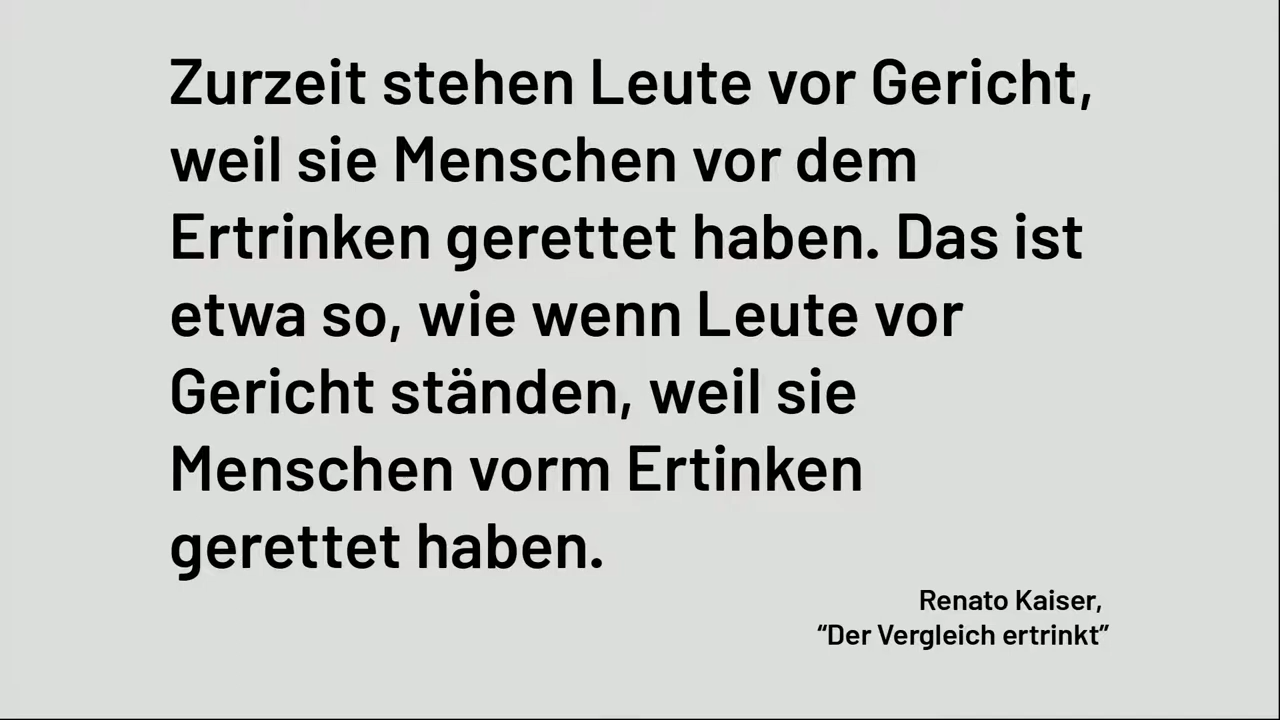 Zurzeit stehen Leute vor Gericht,
weil sie Menschen vor dem
Ertrinken gerettet haben. Das ist
etwa so, wie wenn Leute vor
Gericht ständen, weil sie
Menschen vorm Ertinken
gerettet haben.
Renato Kaiser,
“Der Vergleich ertrinkt”